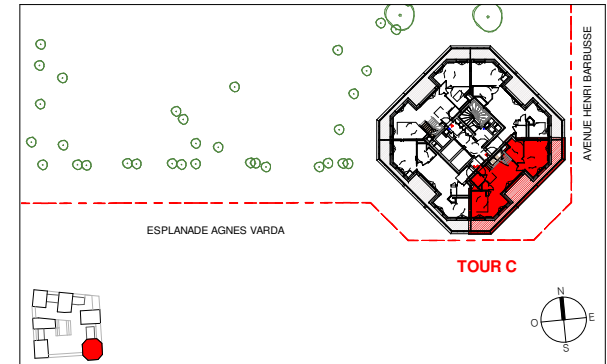 AVENUE HENRI BARBUSSE
ESPLANADE AGNES VARDA
TOUR C
N
O
E
S